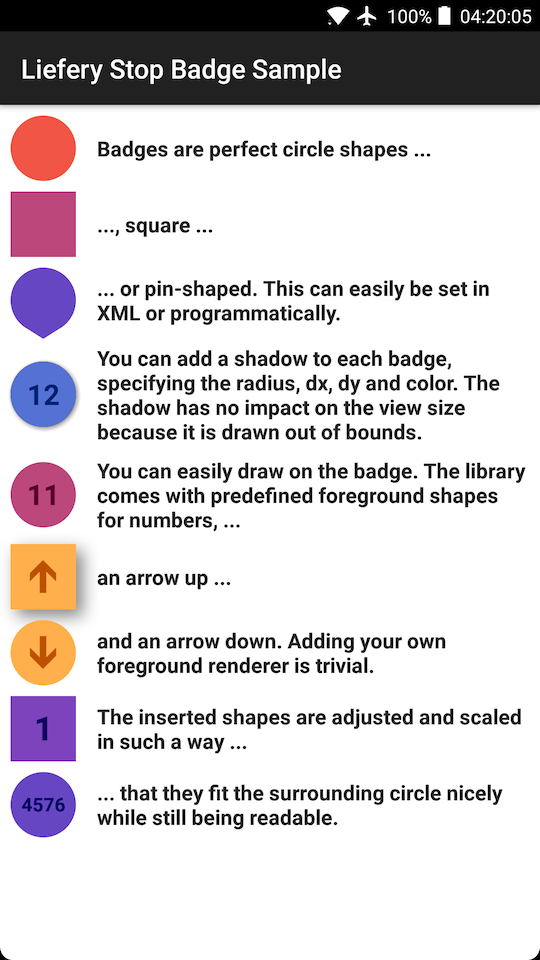 100% 04:20:05
Liefery Stop Badge Sample
Badges are perfect circle shapes ...
..., square ...
... or pin-shaped. This can easily be set in
XML or programmatically.
12
You can add a shadow to each badge,
specifying the radius, dx, dy and color. The
shadow has no impact on the view size
because it is drawn out of bounds.
11
You can easily draw on the badge. The library
comes with predefined foreground shapes
for numbers, ...
an arrow up ...
and an arrow down. Adding your own
foreground renderer is trivial.
1
The inserted shapes are adjusted and scaled
in such a way ...
4576
... that they fit the surrounding circle nicely
while still being readable.